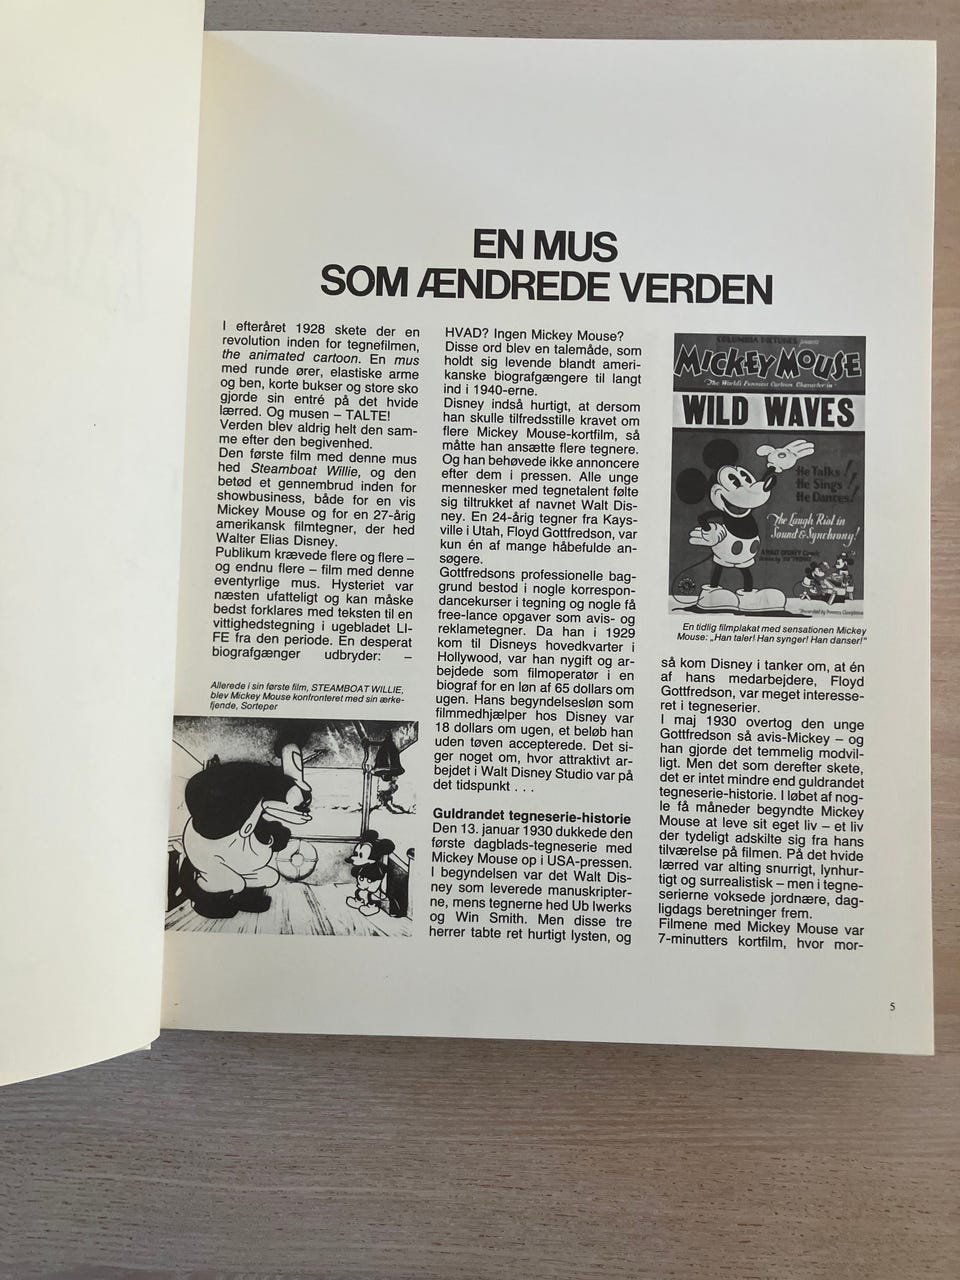 EN MUS
SOM ÆNDREDE VERDEN
I efteråret 1928 skete der en
revolution inden for tegnefilmen,
the animated cartoon. En mus
med runde ører, elastiske arme
og ben, korte bukser og store sko
gjorde sin entré på det hvide
lærred. Og musen – TALTE!
Verden blev aldrig helt den sam-
me efter den begivenhed.
Den første film med denne mus
hed Steamboat Willie, og den
betød et gennembrud inden for
showbusiness, både for en vis
Mickey Mouse og for en 27-årig
amerikansk filmtegner, der hed
Walter Elias Disney.
Publikum krævede flere og flere –
og endnu flere – film med denne
eventyrlige mus. Hysteriet var
næsten ufatteligt og kan måske
bedst forklares med teksten til en
vittighedstegning i ugebladet LI-
FE fra den periode. En desperat
biografgænger udbryder: –
Allerede i sin første film, STEAMBOAT WILLIE,
blev Mickey Mouse konfronteret med sin ærke-
fjende, Sorteper
HVAD? Ingen Mickey Mouse?
Disse ord blev en talemåde, som
holdt sig levende blandt ameri-
kanske biografgængere til langt
ind i 1940-erne.
Disney indså hurtigt, at dersom
han skulle tilfredsstille kravet om
flere Mickey Mouse-kortfilm, så
måtte han ansætte flere tegnere.
Og han behøvede ikke annoncere
efter dem i pressen. Alle unge
mennesker med tegnetalent følte
sig tiltrukket af navnet Walt Dis-
ney. En 24-årig tegner fra Kays-
ville i Utah, Floyd Gottfredson, var
kun én af mange håbefulde an-
søgere.
Gottfredsons professionelle bag-
grund bestod i nogle korrespon-
dancekurser i tegning og nogle få
free-lance opgaver som avis- og
reklametegner. Da han i 1929
kom til Disneys hovedkvarter i
Hollywood, var han nygift og ar-
bejdede som filmoperatør i en
biograf for en løn af 65 dollars om
ugen. Hans begyndelsesløn som
filmmedhjælper hos Disney var
18 dollars om ugen, et beløb han
uden tøven accepterede. Det si-
ger noget om, hvor attraktivt ar-
bejdet i Walt Disney Studio var på
det tidspunkt . . .
Guldrandet tegneserie-historie
Den 13. januar 1930 dukkede den
første dagblads-tegneserie med
Mickey Mouse op i USA-pressen.
I begyndelsen var det Walt Dis-
ney som leverede manuskripter-
ne, mens tegnerne hed Ub Iwerks
og Win Smith. Men disse tre
herrer tabte ret hurtigt lysten, og
COLUMBIA PICTURES
MICKEY MOUSE
The World's Funniest Cartoon Character in
WILD WAVES
He Talks!
He Sings!
He Dances!
The Laugh Riot in
Sound & Synchrony!
A WALT DISNEY Comic
En tidlig filmplakat med sensationen Mickey
Mouse: „Han taler! Han synger! Han danser!"
så kom Disney i tanker om, at én
af hans medarbejdere, Floyd
Gottfredson, var meget interesse-
ret i tegneserier.
I maj 1930 overtog den unge
Gottfredson så avis-Mickey – og
han gjorde det temmelig modvil-
ligt. Men det som derefter skete,
det er intet mindre end guldrandet
tegneserie-historie. I løbet af nog-
le få måneder begyndte Mickey
Mouse at leve sit eget liv – et liv
der tydeligt adskilte sig fra hans
tilværelse på filmen. På det hvide
lærred var alting snurrigt, lynhur-
tigt og surrealistisk – men i tegne-
serierne voksede jordnære, dag-
ligdags beretninger frem.
Filmene med Mickey Mouse var
7-minutters kortfilm, hvor mor-
5